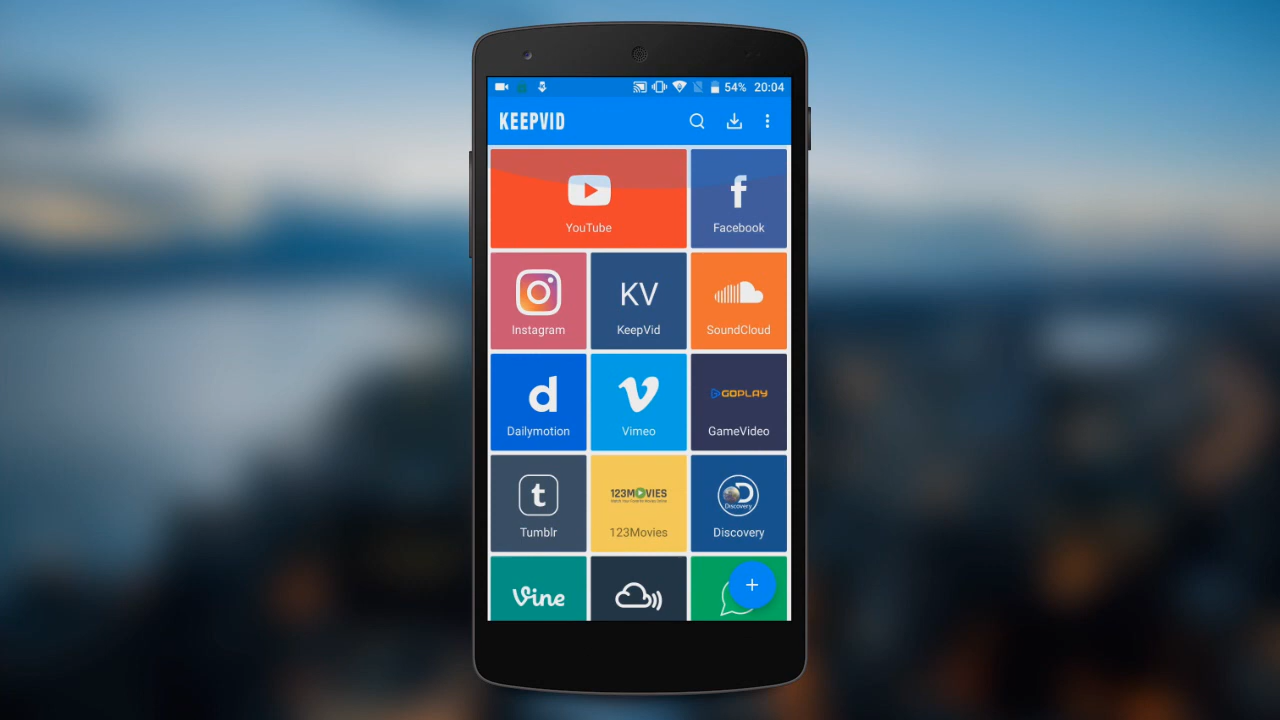 54% 20:04
KEEPVID
YouTube
Facebook
Instagram
KV
KeepVid
SoundCloud
Dailymotion
Vimeo
GOPLAY
GameVideo
Tumblr
123MOVIES
123Movies
Discovery
Discovery
Vine